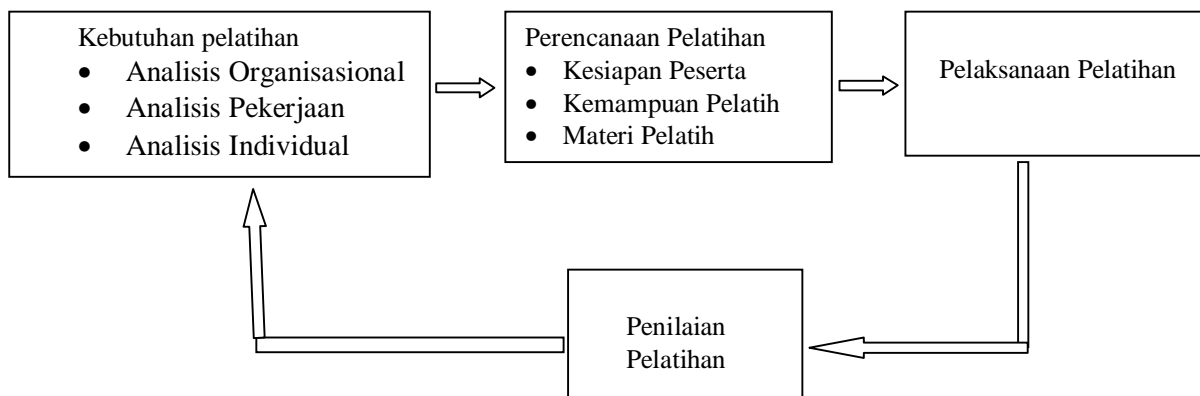 Kebutuhan pelatihan
• Analisis Organisasional
• Analisis Pekerjaan
• Analisis Individual
Perencanaan Pelatihan
• Kesiapan Peserta
• Kemampuan Pelatih
• Materi Pelatih
Pelaksanaan Pelatihan
Penilaian
Pelatihan